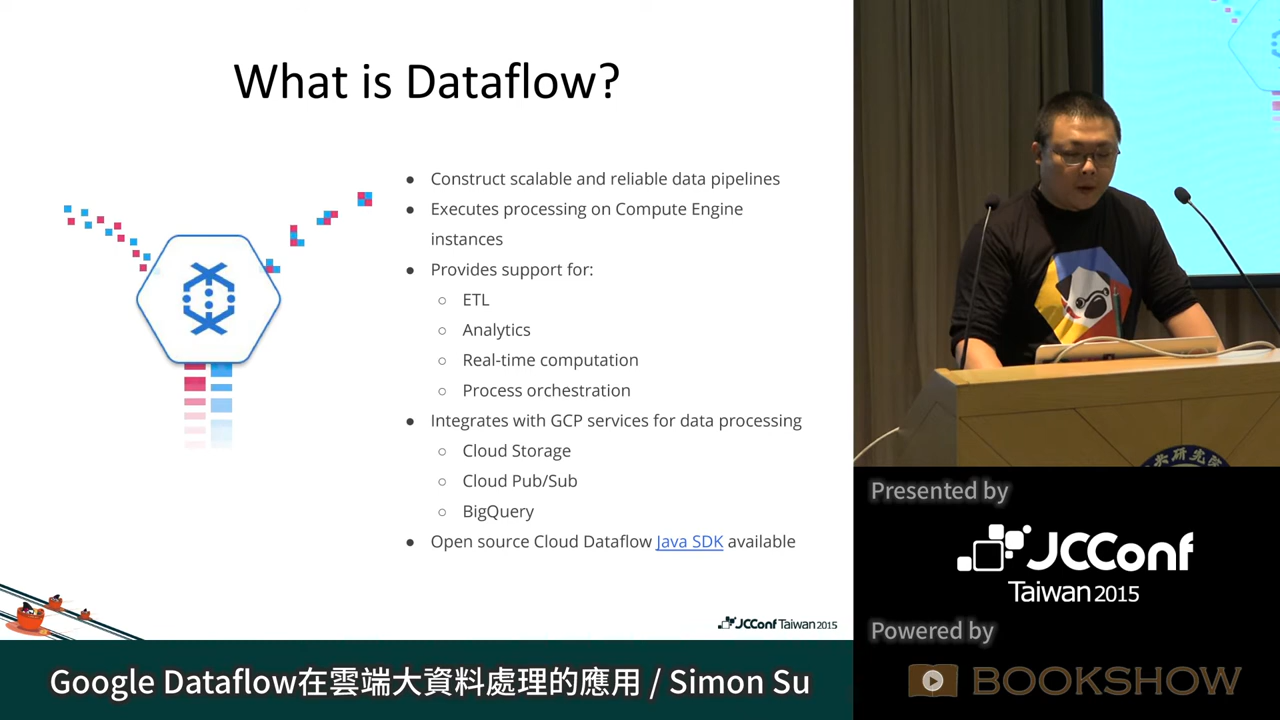 What is Dataflow?
● Construct scalable and reliable data pipelines
● Executes processing on Compute Engine
instances
● Provides support for:
○ ETL
○ Analytics
○ Real-time computation
○ Process orchestration
● Integrates with GCP services for data processing
○ Cloud Storage
○ Cloud Pub/Sub
○ BigQuery
● Open source Cloud Dataflow Java SDK available
JCConf Taiwan 2015
Google Dataflow在雲端大資料處理的應用 / Simon Su
Presented by
JCConf
Taiwan 2015
Powered by
BOOKSHOW